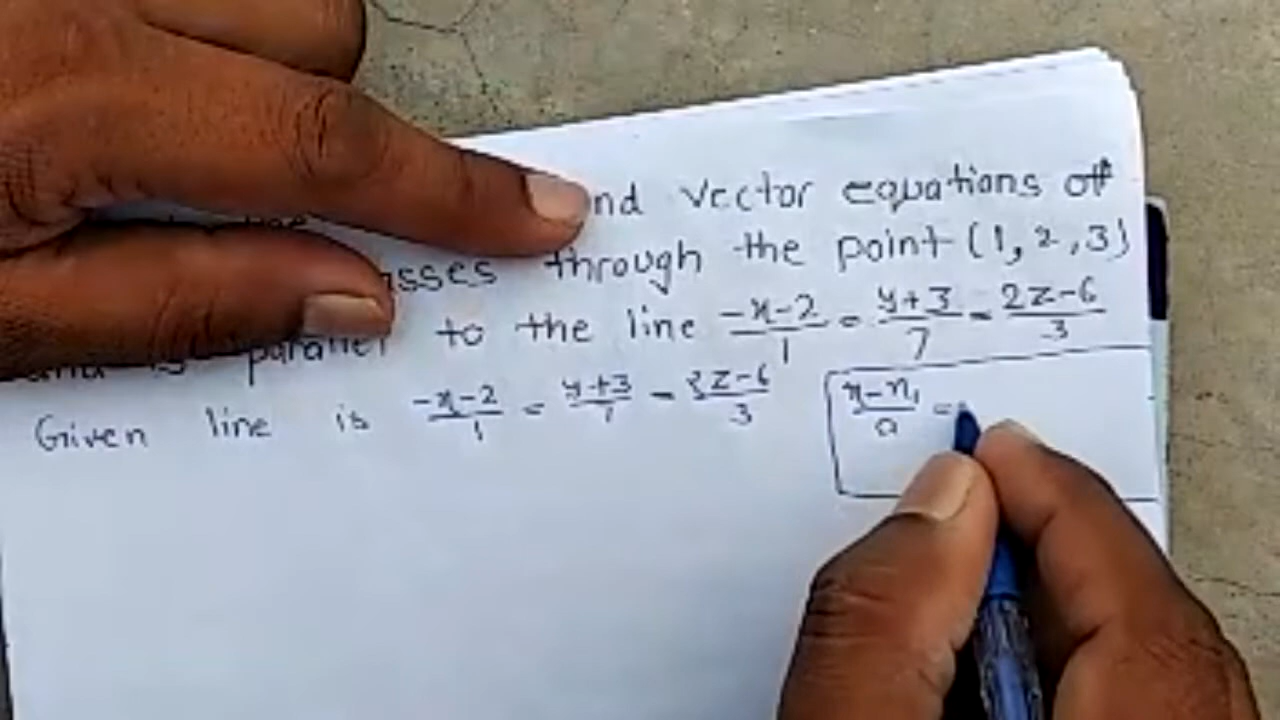 nd vector equations of
asses through the point (1, 2, 3)
parallel to the line (-x-2)/1 = (y+3)/7 = (2z-6)/3
Given line is (-x-2)/1 = (y+3)/7 = (2z-6)/3
(x-x₁)/a =